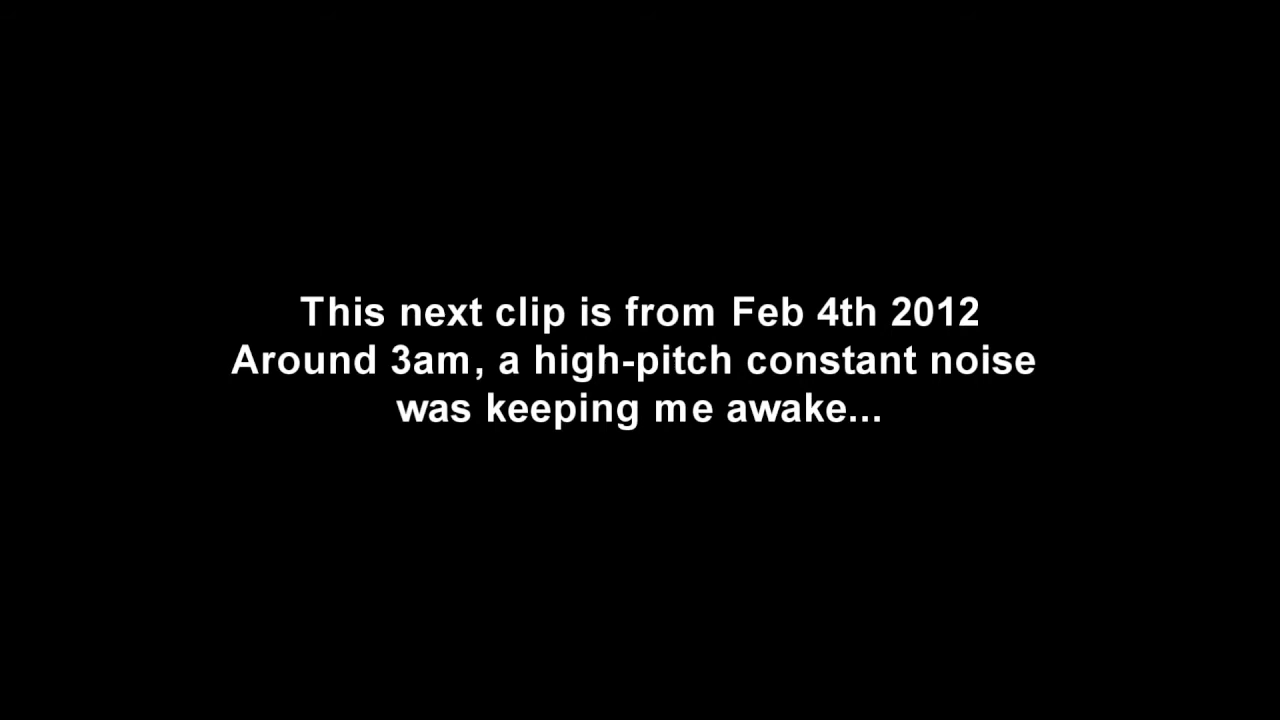 This next clip is from Feb 4th 2012
Around 3am, a high-pitch constant noise
was keeping me awake...